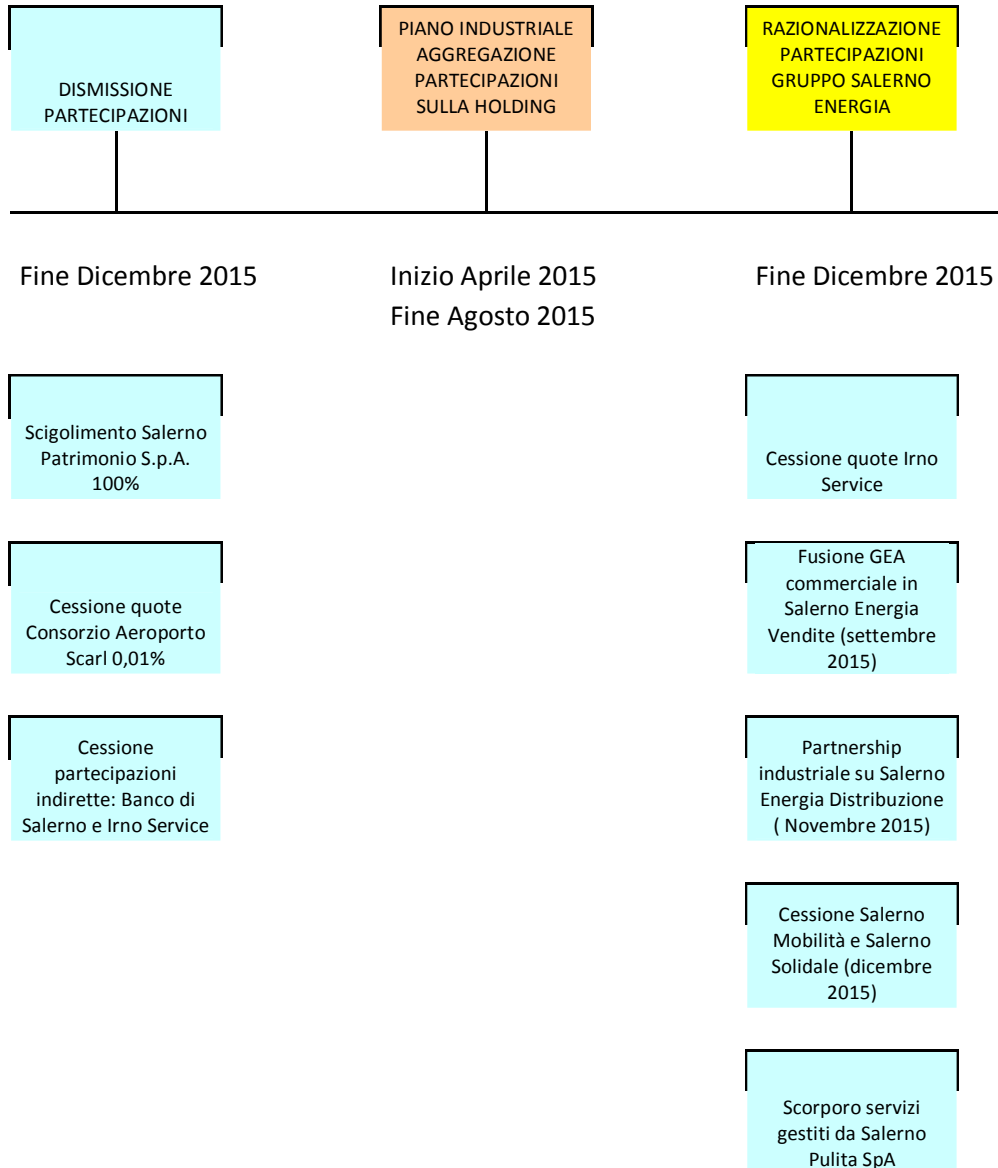 DISMISSIONE
PARTECIPAZIONI
PIANO INDUSTRIALE
AGGREGAZIONE
PARTECIPAZIONI
SULLA HOLDING
RAZIONALIZZAZIONE
PARTECIPAZIONI
GRUPPO SALERNO
ENERGIA
Fine Dicembre 2015
Inizio Aprile 2015
Fine Agosto 2015
Fine Dicembre 2015
Scigolimento Salerno
Patrimonio S.p.A.
100%
Cessione quote
Consorzio Aeroporto
Scarl 0,01%
Cessione
partecipazioni
indirette: Banco di
Salerno e Irno Service
Cessione quote Irno
Service
Fusione GEA
commerciale in
Salerno Energia
Vendite (settembre
2015)
Partnership
industriale su Salerno
Energia Distribuzione
( Novembre 2015)
Cessione Salerno
Mobilità e Salerno
Solidale (dicembre
2015)
Scorporo servizi
gestiti da Salerno
Pulita SpA